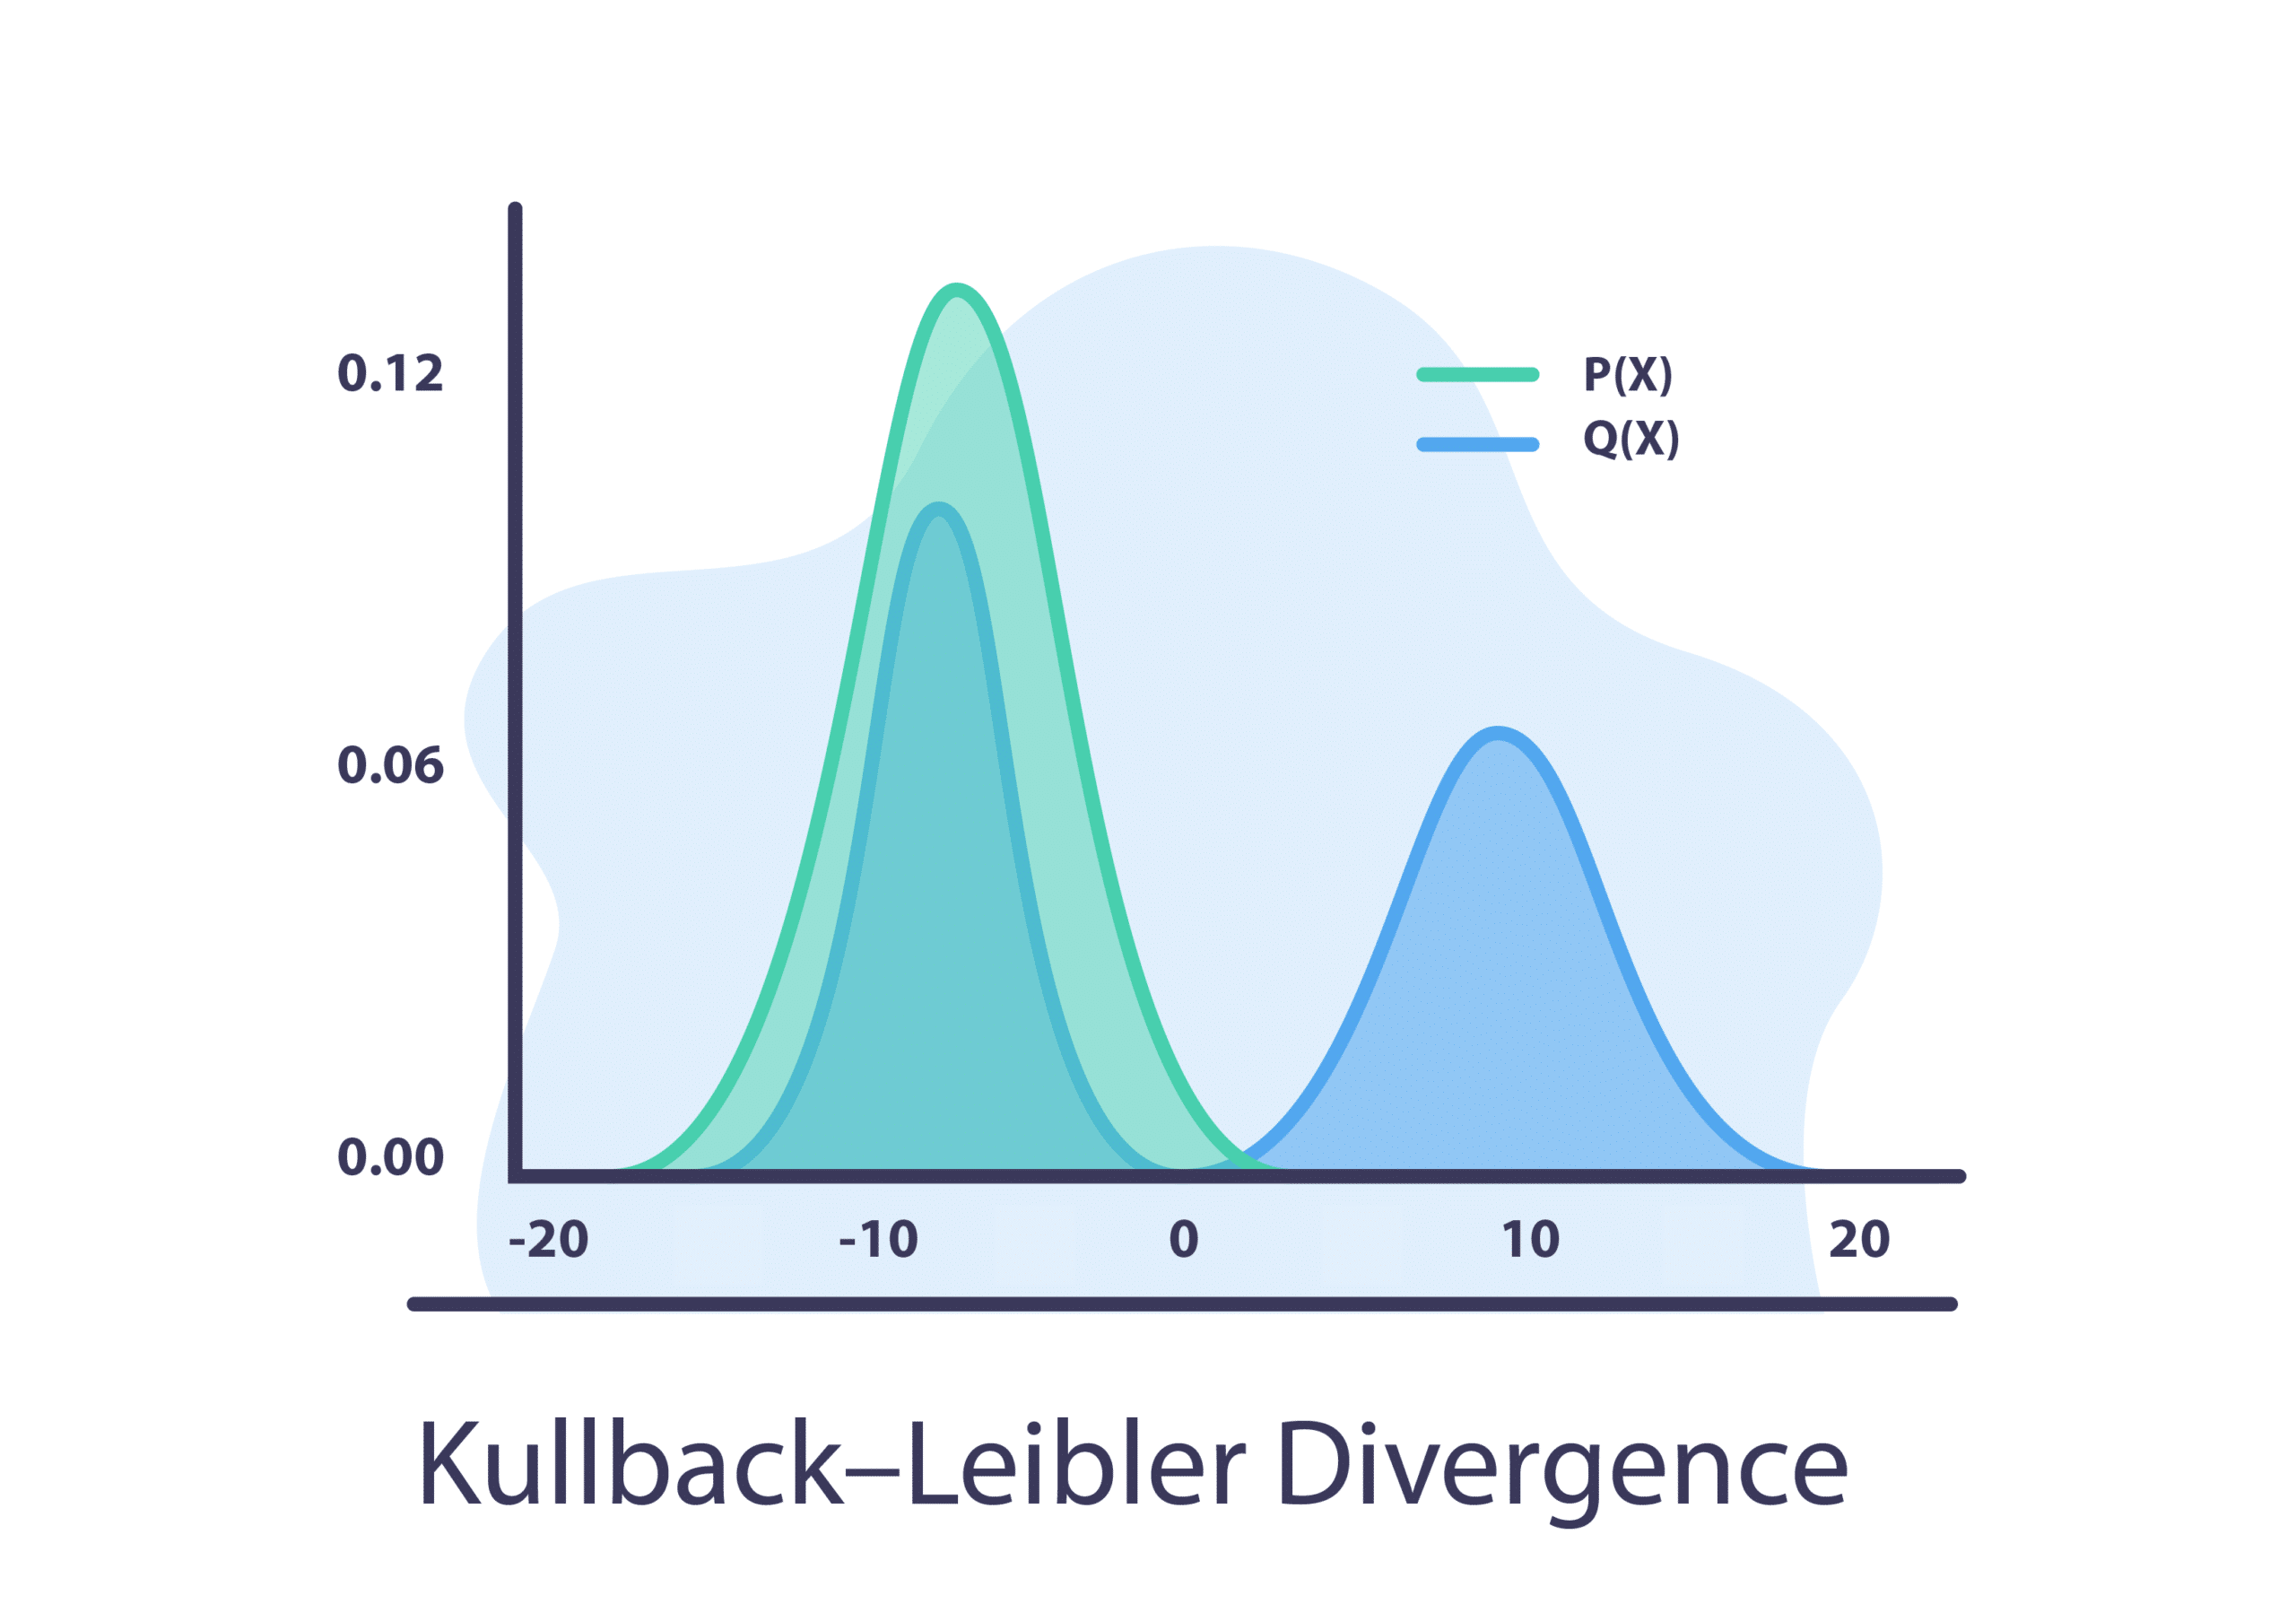 0.12
0.06
0.00
P(X)
Q(X)
-20 -10 0 10 20
Kullback–Leibler Divergence